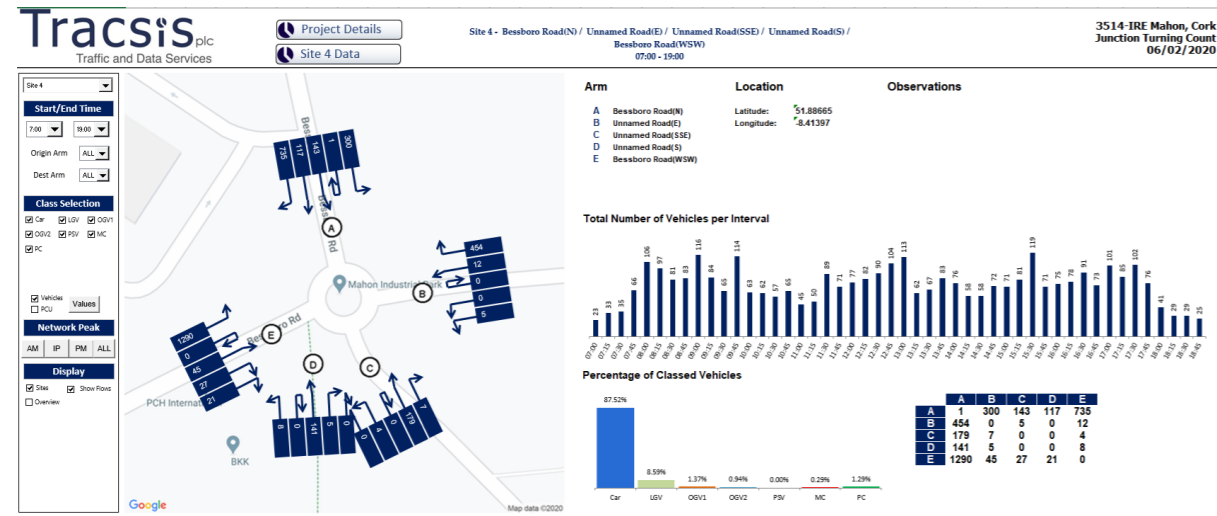 Tracsis plc
Traffic and Data Services
Project Details
Site 4 Data
Site 4 - Bessboro Road(N) / Unnamed Road(E) / Unnamed Road(SSE) / Unnamed Road(S) /
Bessboro Road(WSW)
07:00 - 19:00
3514-IRE Mahon, Cork
Junction Turning Count
06/02/2020
Site 4
Start/End Time
7:00 19:00
Origin Arm ALL
Dest Arm ALL
Class Selection
Car LGV OGV1
OGV2 PSV MC
PC
Vehicles
PCU
Values
Network Peak
AM IP PM ALL
Display
Sites Show Flows
Overview
735 117 143 1 300
Rd
A
454
12
0
0
5
B
Mahon Industrial Park
1290
0
45
27
21
E
D
C
8 0 141 5 0
0 4 0 179 7
PCH Internat
BKK
Google
Map data ©2020
Arm Location Observations
A Bessboro Road(N) Latitude: 51.88665
B Unnamed Road(E) Longitude: -8.41397
C Unnamed Road(SSE)
D Unnamed Road(S)
E Bessboro Road(WSW)
Total Number of Vehicles per Interval
23 33 35 66 106 97 81 83 116 84 65 114 63 62 57 65 45 50 89 71 77 82 90 104 113 62 67 83 76 58 58 72 71 81 119 71 75 78 91 73 101 85 102 76 41 29 29 25
07:00 07:15 07:30 07:45 08:00 08:15 08:30 08:45 09:00 09:15 09:30 09:45 10:00 10:15 10:30 10:45 11:00 11:15 11:30 11:45 12:00 12:15 12:30 12:45 13:00 13:15 13:30 13:45 14:00 14:15 14:30 14:45 15:00 15:15 15:30 15:45 16:00 16:15 16:30 16:45 17:00 17:15 17:30 17:45 18:00 18:15 18:30 18:45
Percentage of Classed Vehicles
87.52% 8.59% 1.37% 0.94% 0.00% 0.29% 1.29%
Car LGV OGV1 OGV2 PSV MC PC
A B C D E
A 1 300 143 117 735
B 454 0 5 0 12
C 179 7 0 0 4
D 141 5 0 0 8
E 1290 45 27 21 0